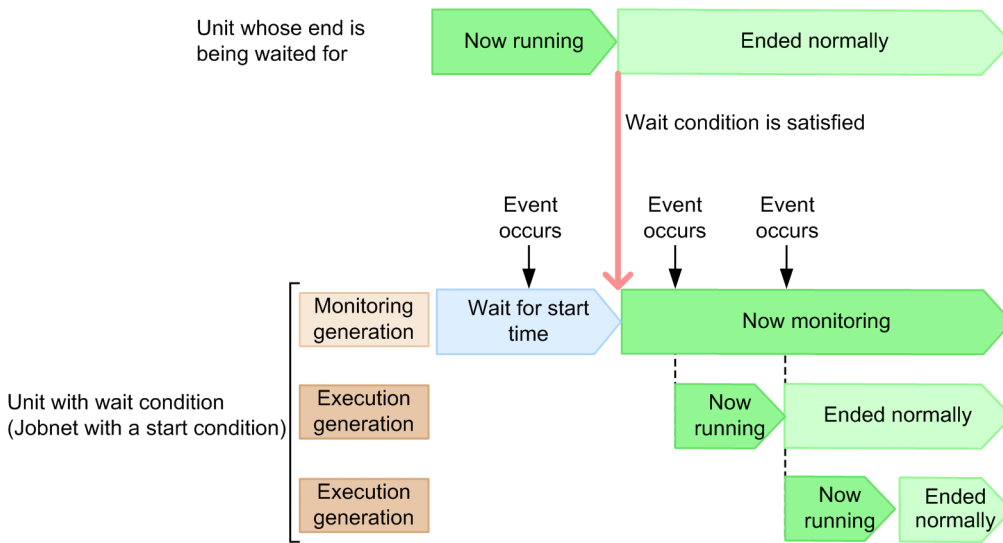 Unit whose end is
being waited for
Now running
Ended normally
Wait condition is satisfied
Event
occurs
Event
occurs
Event
occurs
Monitoring
generation
Wait for start
time
Now monitoring
Unit with wait condition
(Jobnet with a start condition)
Execution
generation
Now
running
Ended normally
Execution
generation
Now
running
Ended
normally